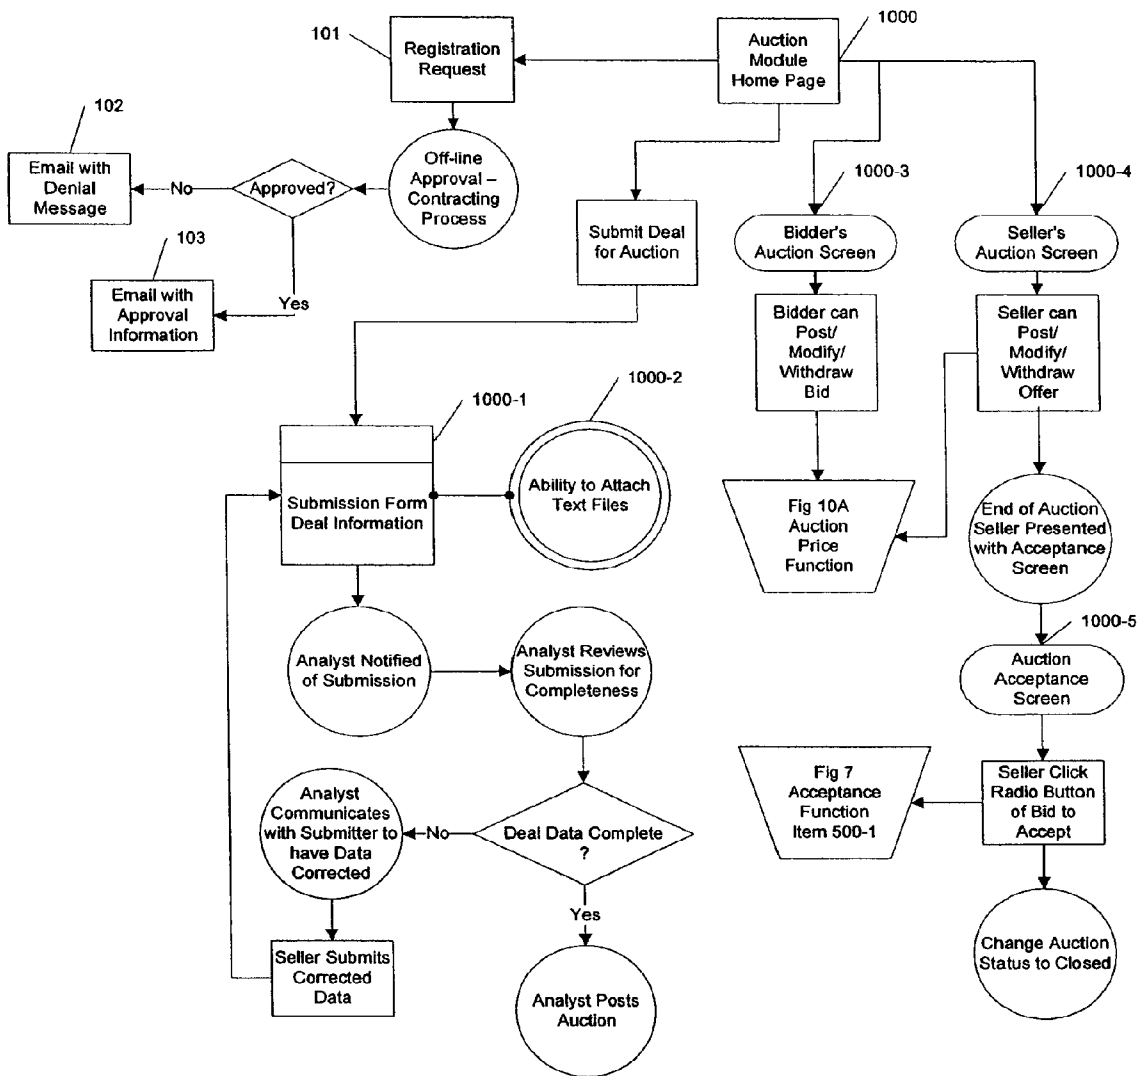 101
Registration
Request
1000
Auction
Module
Home Page
102
Email with
Denial
Message
No
Approved?
Off-line
Approval –
Contracting
Process
103
Email with
Approval
Information
Yes
Submit Deal
for Auction
1000-3
Bidder's
Auction Screen
1000-4
Seller's
Auction Screen
Bidder can
Post/
Modify/
Withdraw
Bid
Seller can
Post/
Modify/
Withdraw
Offer
1000-1
Submission Form
Deal Information
1000-2
Ability to Attach
Text Files
Fig 10A
Auction
Price
Function
End of Auction
Seller Presented
with Acceptance
Screen
Analyst Notified
of Submission
Analyst Reviews
Submission for
Completeness
1000-5
Auction
Acceptance
Screen
Analyst
Communicates
with Submitter to
have Data
Corrected
No
Deal Data Complete
?
Fig 7
Acceptance
Function
Item 500-1
Seller Click
Radio Button
of Bid to
Accept
Yes
Seller Submits
Corrected
Data
Analyst Posts
Auction
Change Auction
Status to Closed